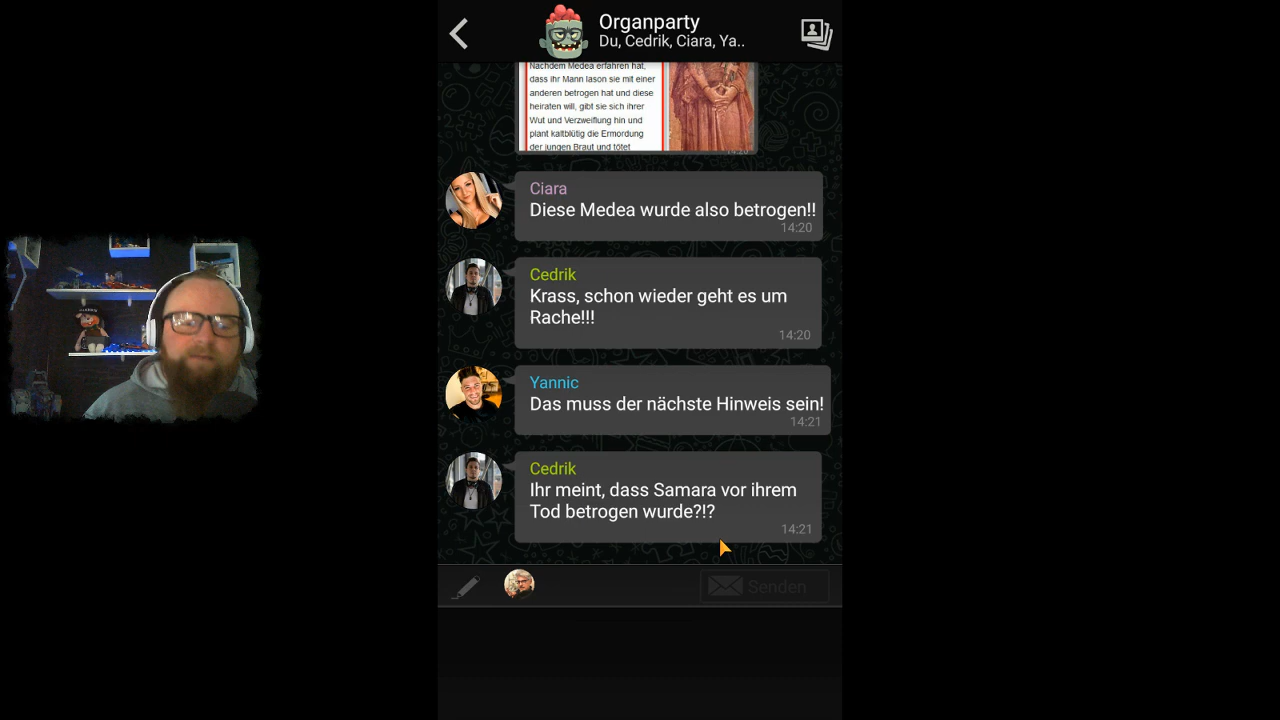 Organparty
Du, Cedrik, Ciara, Ya..
Nachdem Medea erfahren hat,
dass ihr Mann Iason sie mit einer
anderen betrogen hat und diese
heiraten will, gibt sie sich ihrer
Wut und Verzweiflung hin und
plant kaltblütig die Ermordung
der jungen Braut und tötet
14:20
Ciara
Diese Medea wurde also betrogen!!
14:20
Cedrik
Krass, schon wieder geht es um
Rache!!!
14:20
Yannic
Das muss der nächste Hinweis sein!
14:21
Cedrik
Ihr meint, dass Samara vor ihrem
Tod betrogen wurde?!?
14:21
Senden